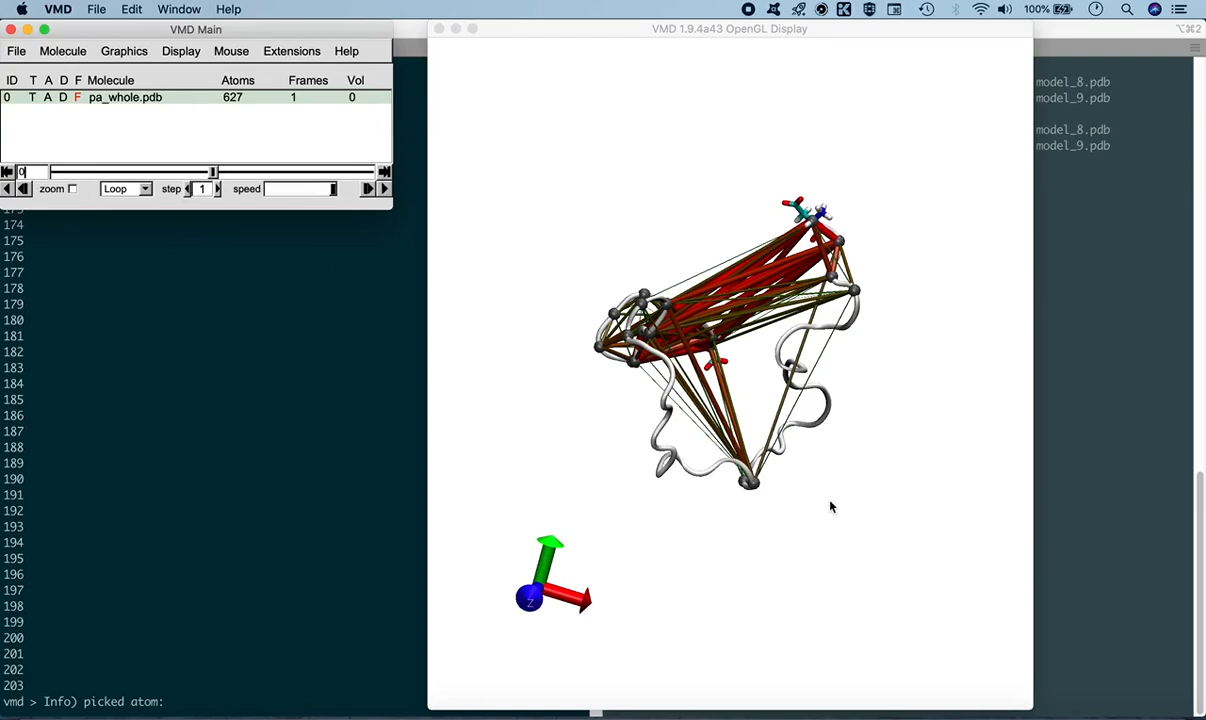 VMD File Edit Window Help 100%
VMD Main
VMD 1.9.4a43 OpenGL Display
⌥⌘2
File Molecule Graphics Display Mouse Extensions Help
ID T A D F Molecule Atoms Frames Vol
0 T A D F pa_whole.pdb 627 1 0
0
zoom Loop step 1 speed
model_8.pdb
model_9.pdb
model_8.pdb
model_9.pdb
174
175
176
177
178
179
180
181
182
183
184
185
186
187
188
189
190
191
192
193
194
195
196
197
198
199
200
201
202
203
vmd > Info) picked atom:
Z